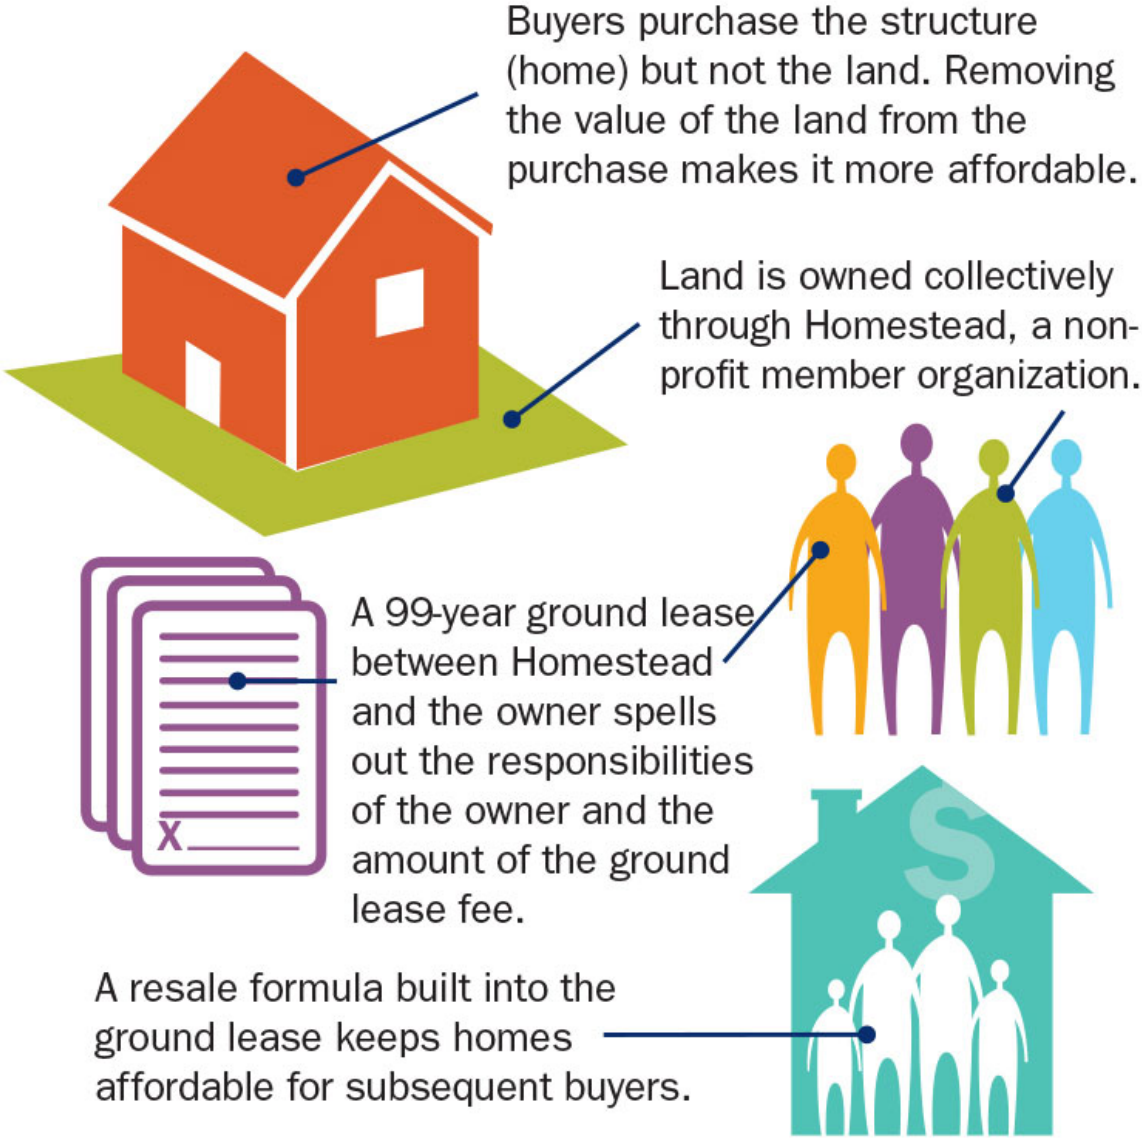 Buyers purchase the structure
(home) but not the land. Removing
the value of the land from the
purchase makes it more affordable.
Land is owned collectively
through Homestead, a non-
profit member organization.
A 99-year ground lease
between Homestead
and the owner spells
out the responsibilities
of the owner and the
amount of the ground
lease fee.
X
$
A resale formula built into the
ground lease keeps homes
affordable for subsequent buyers.